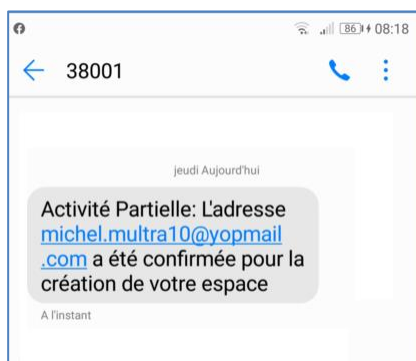 86 08:18
38001
jeudi Aujourd'hui
Activité Partielle: L'adresse
michel.multra10@yopmail
.com a été confirmée pour la
création de votre espace
A l'instant